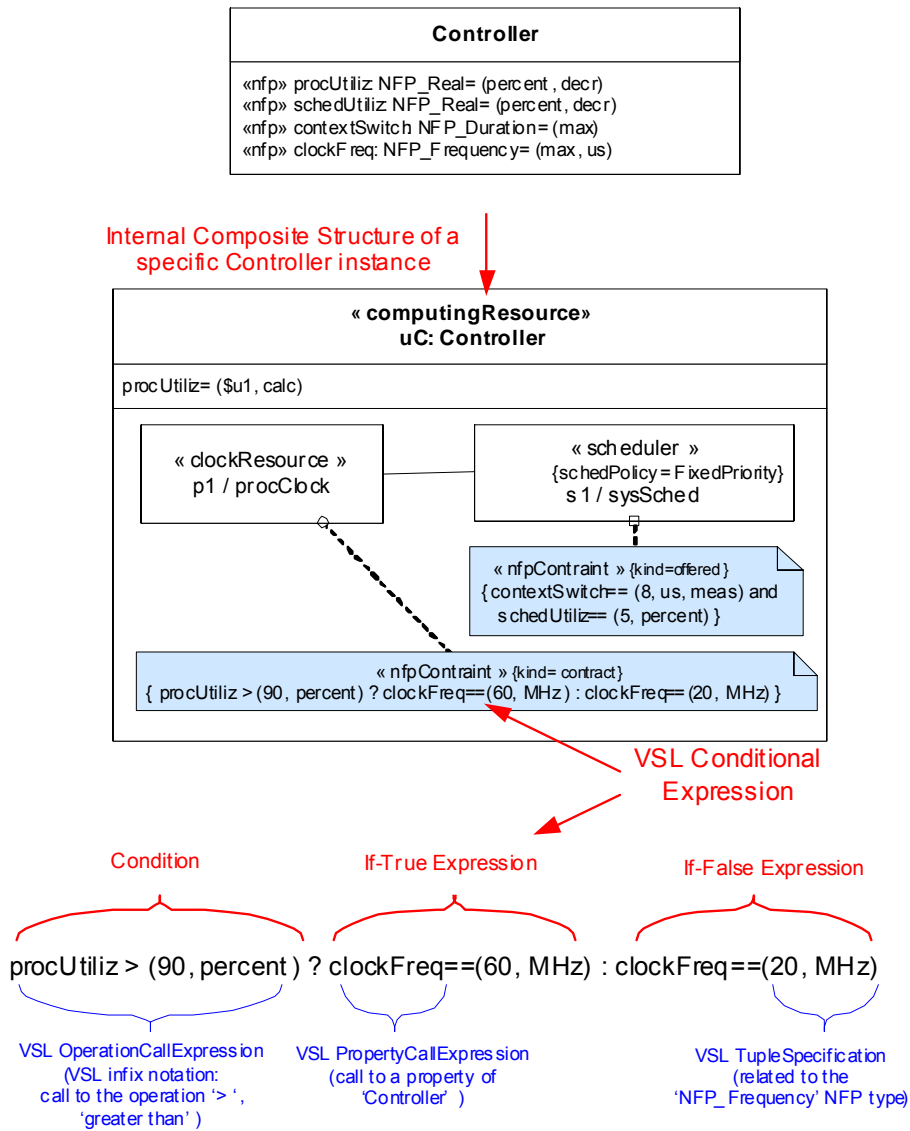 Controller
«nfp» procUtiliz: NFP_Real= (percent, decr)
«nfp» schedUtiliz: NFP_Real= (percent, decr)
«nfp» contextSwitch: NFP_Duration= (max)
«nfp» clockFreq: NFP_Frequency= (max, us)
Internal Composite Structure of a
specific Controller instance
« computingResource»
uC: Controller
procUtiliz= ($u1, calc)
« clockResource »
p1 / procClock
« scheduler »
{schedPolicy = FixedPriority}
s1 / sysSched
« nfpContraint » {kind=offered }
{ contextSwitch== (8, us, meas) and
schedUtiliz== (5, percent) }
« nfpContraint » {kind= contract}
{ procUtiliz > (90, percent) ? clockFreq==(60, MHz) : clockFreq==(20, MHz) }
VSL Conditional
Expression
Condition
If-True Expression
If-False Expression
procUtiliz > (90, percent ) ? clockFreq==(60, MHz) : clockFreq==(20, MHz)
VSL OperationCallExpression
(VSL infix notation:
call to the operation ‘> ‘,
‘greater than’ )
VSL PropertyCallExpression
(call to a property of
‘Controller’ )
VSL TupleSpecification
(related to the
‘NFP_Frequency’ NFP type)